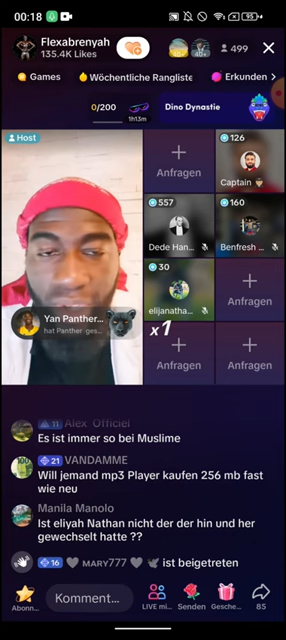 00:12
95
Flexabrenyah
135.4K Likes
499
Games
Wöchentliche Rangliste
Erkunden
0/200
1h13m
Dino Dynastie
Host
Anfragen
126
Captain
557
Dede Han...
160
Benfresh ...
30
elijanatha...
Anfragen
Yan Panther...
hat Panther ges...
x1
Anfragen
Anfragen
11 Alex Officiel
Es ist immer so bei Muslime
21 VANDAMME
Will jemand mp3 Player kaufen 256 mb fast
wie neu
Manila Manolo
Ist eliyah Nathan nicht der der hin und her
gewechselt hatte ??
16 MARY777 ist beigetreten
Abonn...
Kommentar...
LIVE mi...
Senden
Gesche...
85